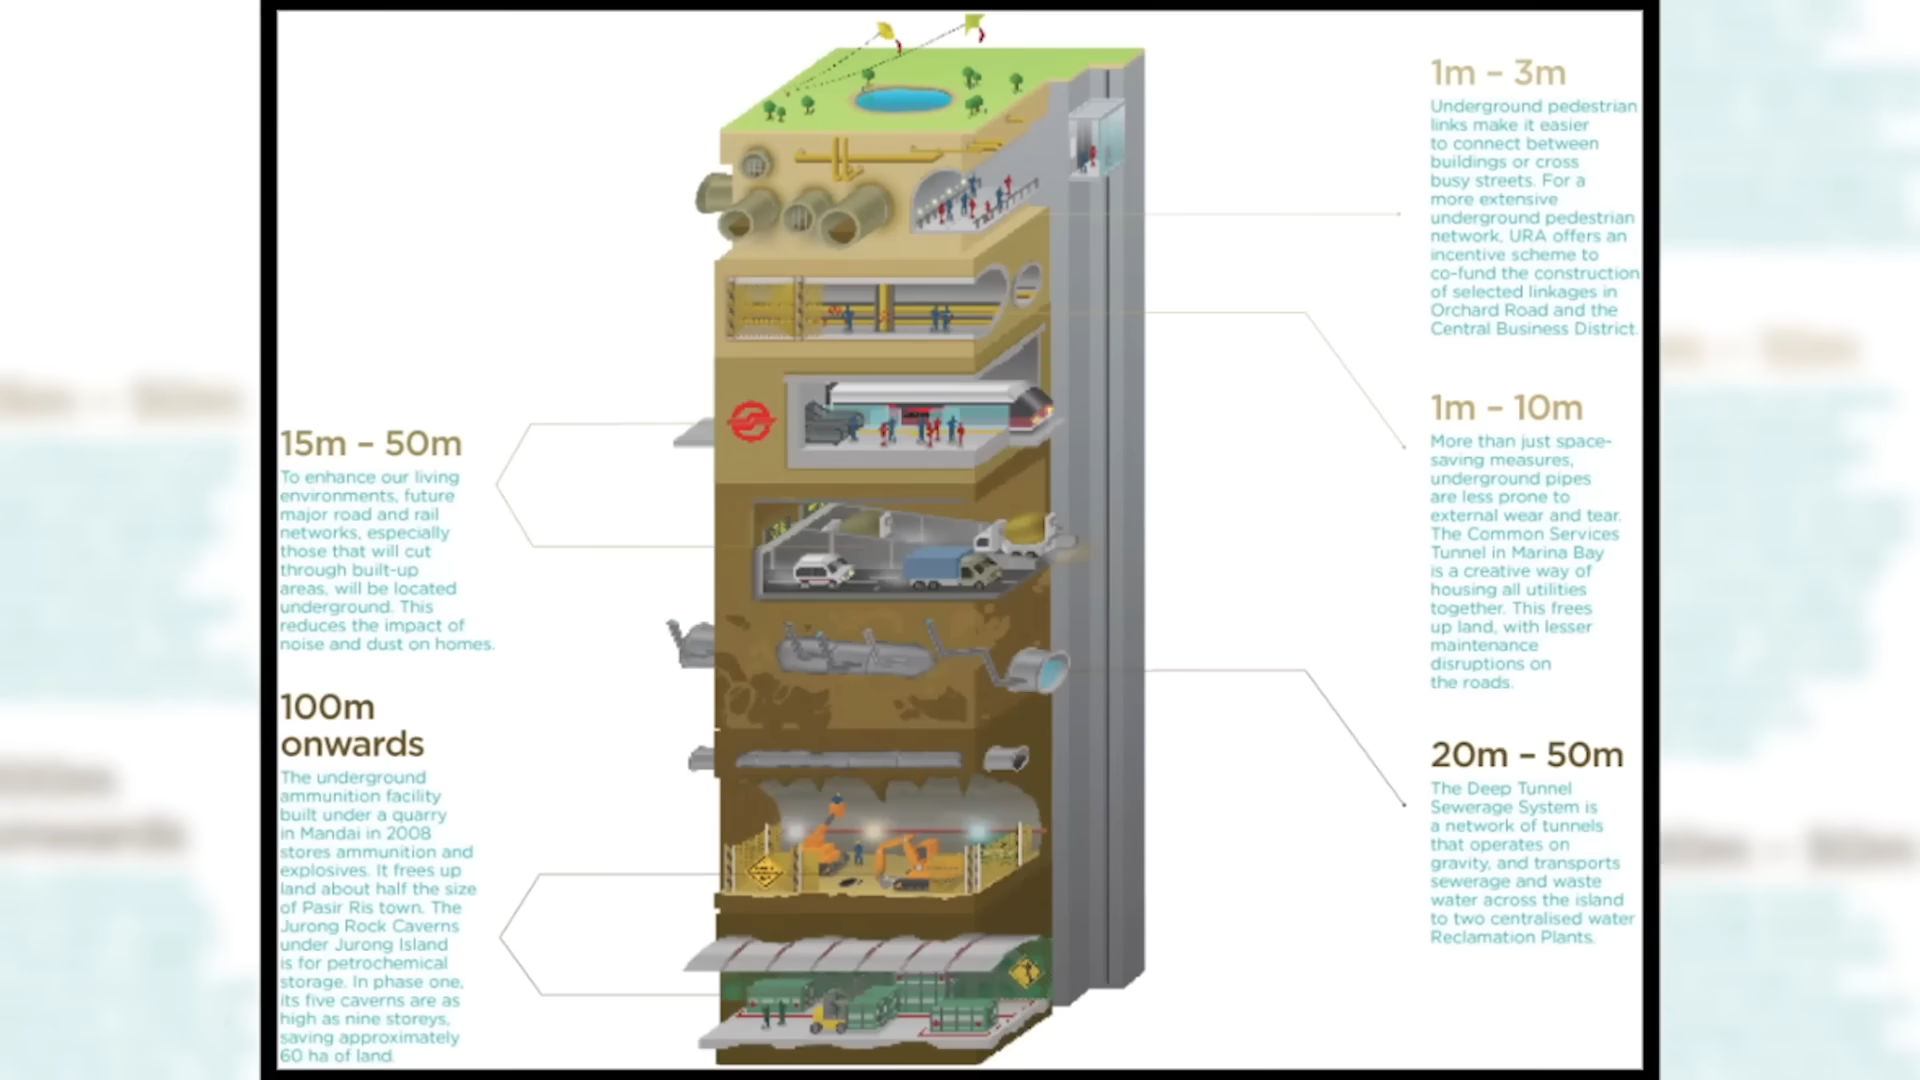 1m – 3m
Underground pedestrian
links make it easier
to connect between
buildings or cross
busy streets. For a
more extensive
underground pedestrian
network, URA offers an
incentive scheme to
co-fund the construction
of selected linkages in
Orchard Road and the
Central Business District.
1m – 10m
More than just space-
saving measures,
underground pipes
are less prone to
external wear and tear.
The Common Services
Tunnel in Marina Bay
is a creative way of
housing all utilities
together. This frees
up land, with lesser
maintenance
disruptions on
the roads.
15m – 50m
To enhance our living
environments, future
major road and rail
networks, especially
those that will cut
through built-up
areas, will be located
underground. This
reduces the impact of
noise and dust on homes.
20m – 50m
The Deep Tunnel
Sewerage System is
a network of tunnels
that operates on
gravity, and transports
sewerage and waste
water across the island
to two centralised water
Reclamation Plants.
100m
onwards
The underground
ammunition facility
built under a quarry
in Mandai in 2008
stores ammunition and
explosives. It frees up
land about half the size
of Pasir Ris town. The
Jurong Rock Caverns
under Jurong Island
is for petrochemical
storage. In phase one,
its five caverns are as
high as nine storeys,
saving approximately
60 ha of land.